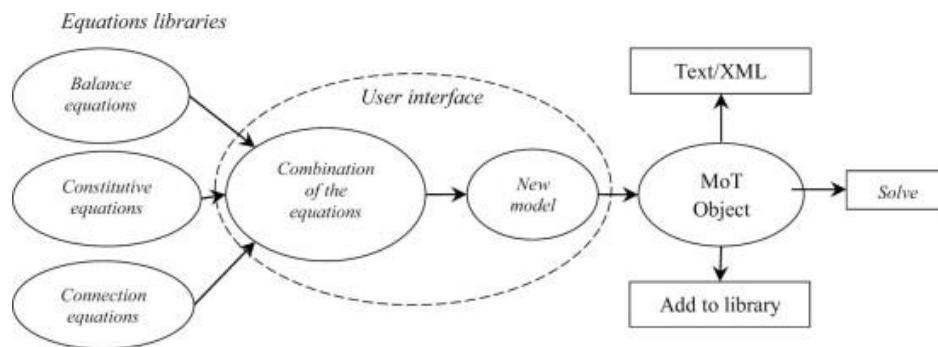 Equations libraries
Balance
equations
Constitutive
equations
Connection
equations
User interface
Combination
of the
equations
New
model
Text/XML
MoT
Object
Solve
Add to library